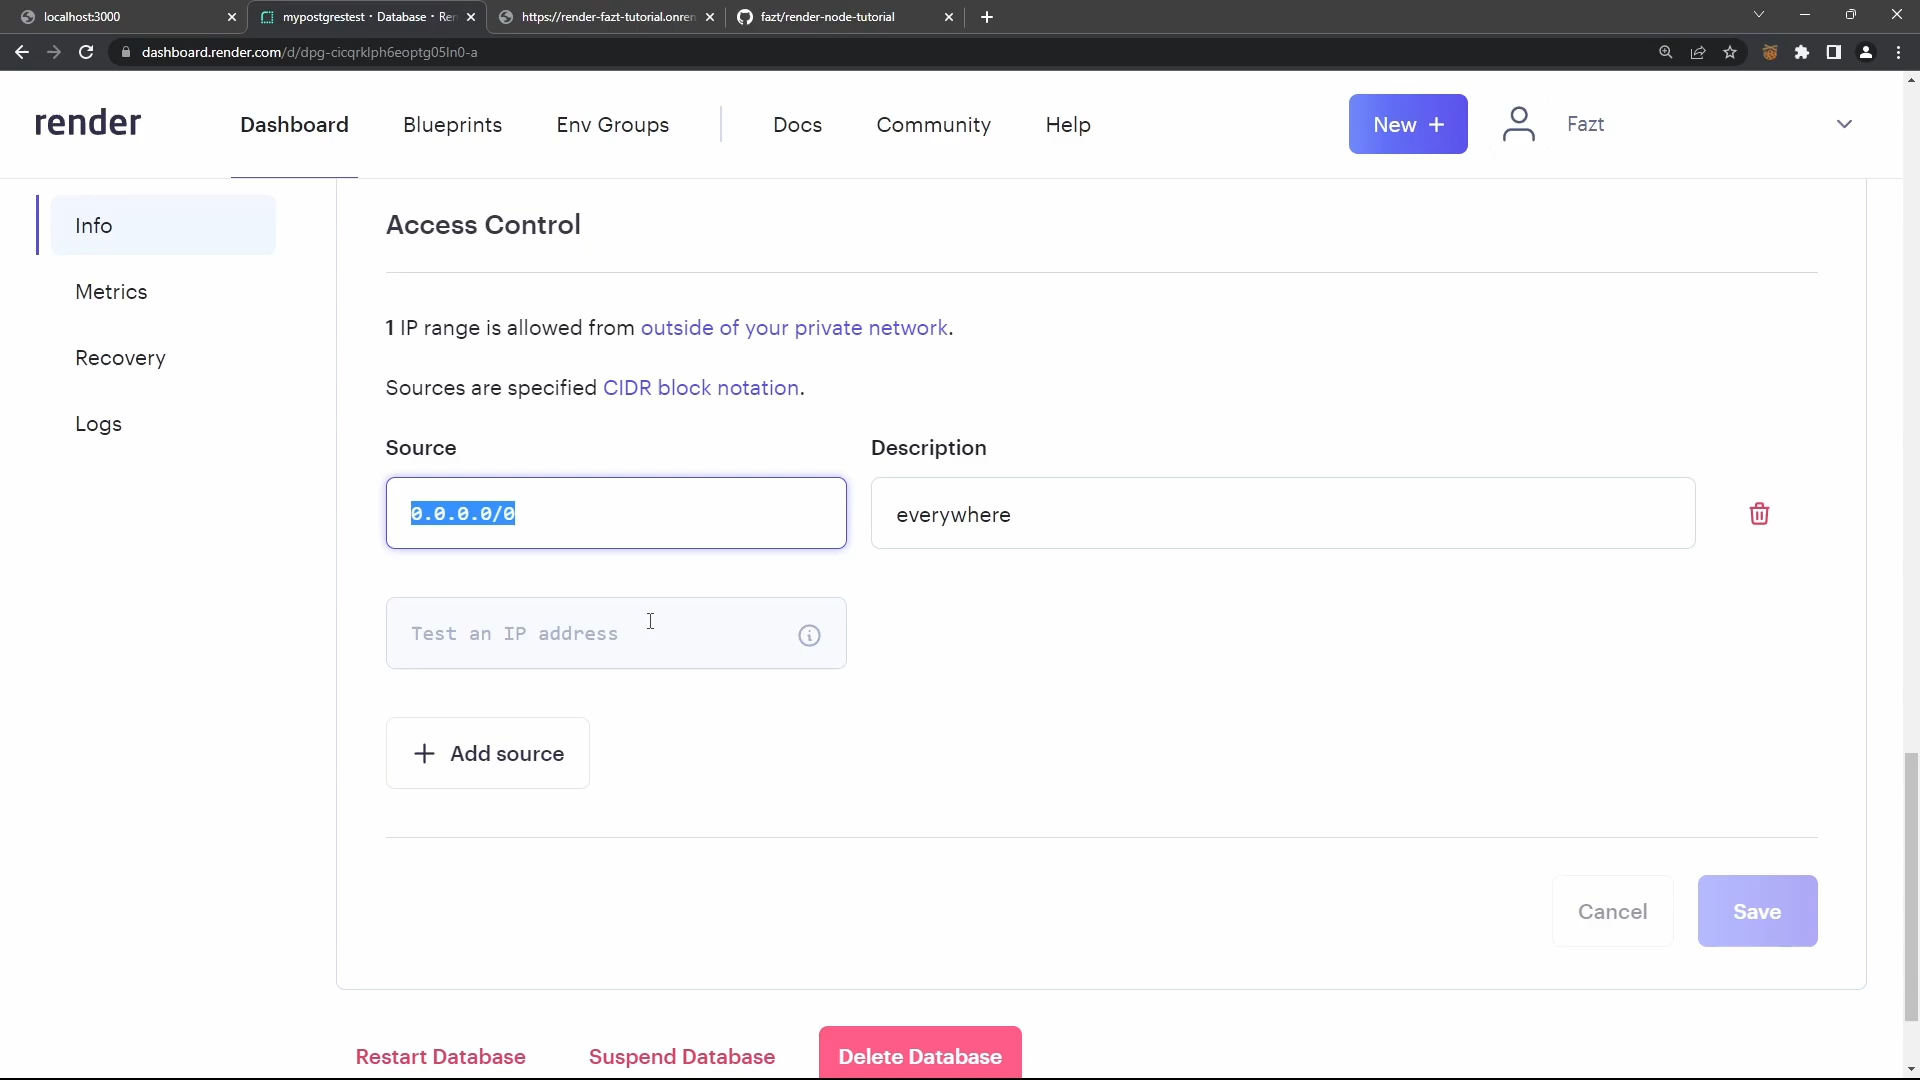 localhost:3000
mypostgrestest · Database · Ren
https://render-fazt-tutorial.onren
fazt/render-node-tutorial
dashboard.render.com/d/dpg-cicqrklph6eoptg05ln0-a
render
Dashboard
Blueprints
Env Groups
Docs
Community
Help
New +
Fazt
Info
Metrics
Recovery
Logs
Access Control
1 IP range is allowed from outside of your private network.
Sources are specified CIDR block notation.
Source
Description
0.0.0.0/0
everywhere
Test an IP address
+ Add source
Cancel
Save
Restart Database
Suspend Database
Delete Database